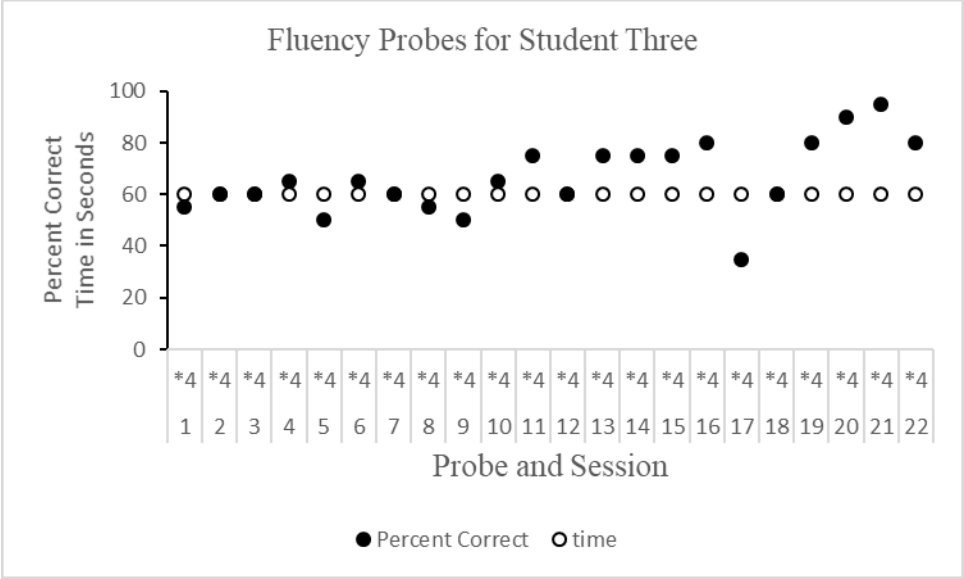 Fluency Probes for Student Three
Percent Correct
Time in Seconds
100
80
60
40
20
0
*4 *4 *4 *4 *4 *4 *4 *4 *4 *4 *4 *4 *4 *4 *4 *4 *4 *4 *4 *4 *4 *4
1 2 3 4 5 6 7 8 9 10 11 12 13 14 15 16 17 18 19 20 21 22
Probe and Session
Percent Correct time